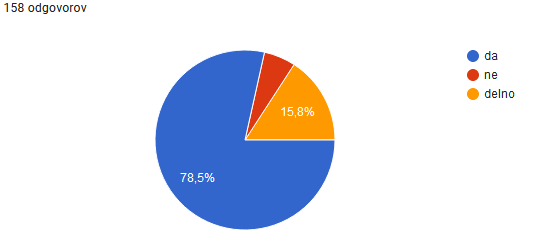 158 odgovorov
da
ne
delno
15,8%
78,5%